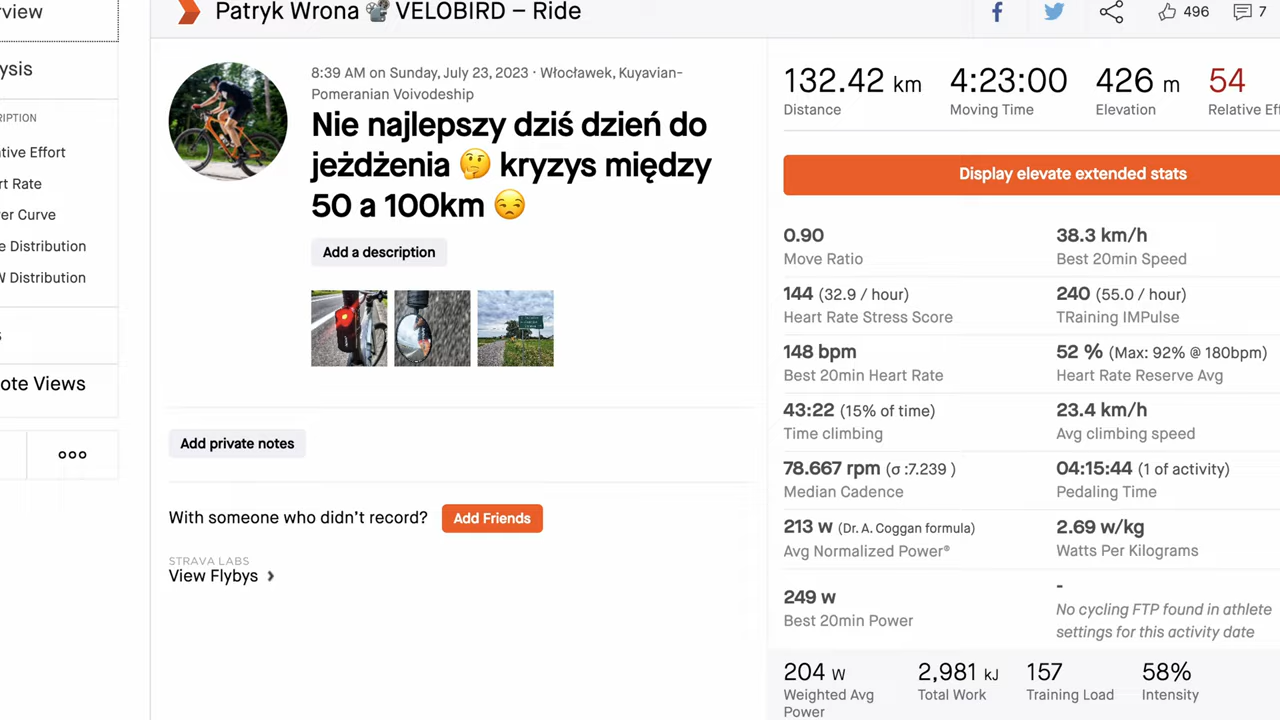 rview
Patryk Wrona 📽️ VELOBIRD – Ride
496
7
ysis
RIPTION
ative Effort
rt Rate
er Curve
e Distribution
W Distribution
s
ote Views
8:39 AM on Sunday, July 23, 2023 · Włocławek, Kuyavian-
Pomeranian Voivodeship
Nie najlepszy dziś dzień do
jeżdżenia 🤔 kryzys między
50 a 100km 😒
Add a description
Add private notes
With someone who didn't record?
Add Friends
STRAVA LABS
View Flybys ›
132.42 km
Distance
4:23:00
Moving Time
426 m
Elevation
54
Relative Eff
Display elevate extended stats
0.90
Move Ratio
38.3 km/h
Best 20min Speed
144 (32.9 / hour)
Heart Rate Stress Score
240 (55.0 / hour)
TRaining IMPulse
148 bpm
Best 20min Heart Rate
52 % (Max: 92% @ 180bpm)
Heart Rate Reserve Avg
43:22 (15% of time)
Time climbing
23.4 km/h
Avg climbing speed
78.667 rpm (σ :7.239 )
Median Cadence
04:15:44 (1 of activity)
Pedaling Time
213 w (Dr. A. Coggan formula)
Avg Normalized Power®
2.69 w/kg
Watts Per Kilograms
249 w
Best 20min Power
-
No cycling FTP found in athlete
settings for this activity date
204 W
Weighted Avg
Power
2,981 kJ
Total Work
157
Training Load
58%
Intensity